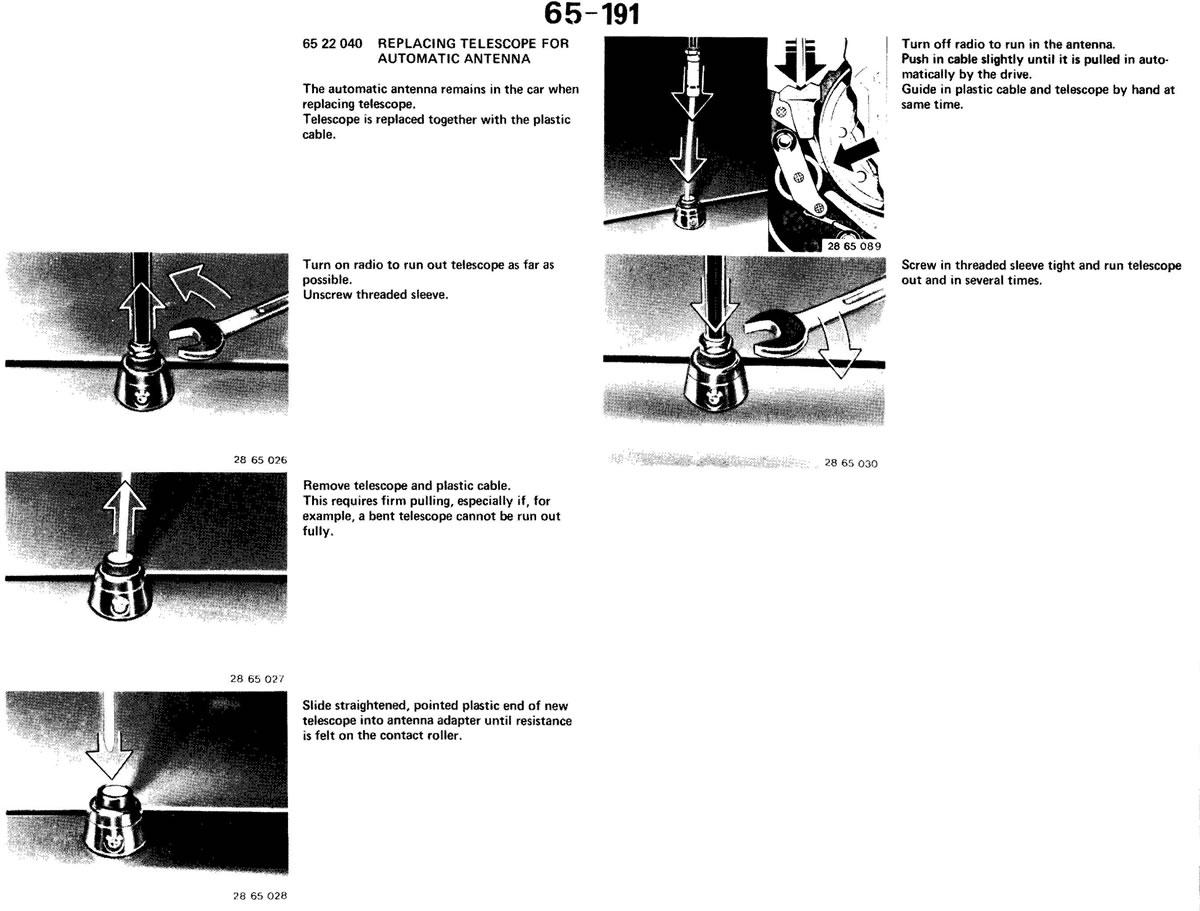 65-191
65 22 040 REPLACING TELESCOPE FOR
AUTOMATIC ANTENNA
The automatic antenna remains in the car when
replacing telescope.
Telescope is replaced together with the plastic
cable.
Turn on radio to run out telescope as far as
possible.
Unscrew threaded sleeve.
28 65 026
Remove telescope and plastic cable.
This requires firm pulling, especially if, for
example, a bent telescope cannot be run out
fully.
28 65 027
Slide straightened, pointed plastic end of new
telescope into antenna adapter until resistance
is felt on the contact roller.
28 65 028
Turn off radio to run in the antenna.
Push in cable slightly until it is pulled in auto-
matically by the drive.
Guide in plastic cable and telescope by hand at
same time.
28 65 089
Screw in threaded sleeve tight and run telescope
out and in several times.
28 65 030